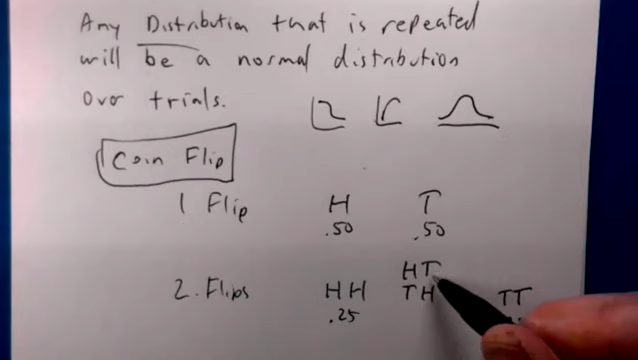 Any Distribution that is repeated
will be a normal distribution
Over trials.
Coin Flip
1 Flip H T
.50 .50
HT
2. Flips HH TH TT
.25